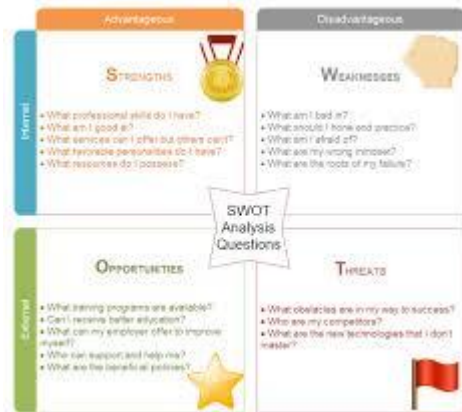 Advantageous
Disadvantageous
Internal
STRENGTHS
• What professional skill do I have?
• What am I good at?
• What services can I offer but others can't?
• What favorable personalities do I have?
• What resources do I possess?
WEAKNESSES
• What am I bad in?
• What should I hone and practice?
• What am I afraid of?
• What are my wrong mindset?
• What are the roots of my failure?
SWOT
Analysis
Questions
External
OPPORTUNITIES
• What training programs are available?
• Can I receive better education?
• What can my employer offer to improve
myself?
• Who can support and help me?
• What are the beneficial policies?
THREATS
• What obstacles are in my way to success?
• Who are my competitors?
• What are the new technologies that I don't
master?